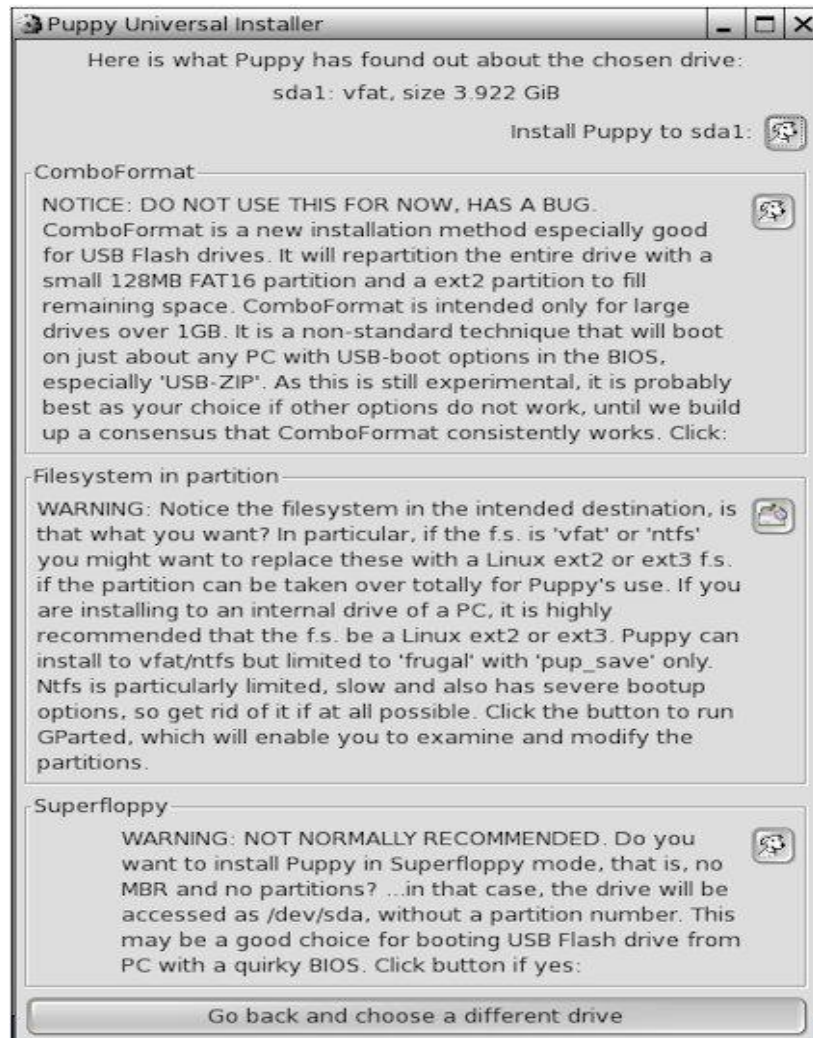 Puppy Universal Installer
Here is what Puppy has found out about the chosen drive:
sda1: vfat, size 3.922 GiB
Install Puppy to sda1:
ComboFormat
NOTICE: DO NOT USE THIS FOR NOW, HAS A BUG.
ComboFormat is a new installation method especially good
for USB Flash drives. It will repartition the entire drive with a
small 128MB FAT16 partition and a ext2 partition to fill
remaining space. ComboFormat is intended only for large
drives over 1GB. It is a non-standard technique that will boot
on just about any PC with USB-boot options in the BIOS,
especially 'USB-ZIP'. As this is still experimental, it is probably
best as your choice if other options do not work, until we build
up a consensus that ComboFormat consistently works. Click:
Filesystem in partition
WARNING: Notice the filesystem in the intended destination, is
that what you want? In particular, if the f.s. is 'vfat' or 'ntfs'
you might want to replace these with a Linux ext2 or ext3 f.s.
if the partition can be taken over totally for Puppy's use. If you
are installing to an internal drive of a PC, it is highly
recommended that the f.s. be a Linux ext2 or ext3. Puppy can
install to vfat/ntfs but limited to 'frugal' with 'pup_save' only.
Ntfs is particularly limited, slow and also has severe bootup
options, so get rid of it if at all possible. Click the button to run
GParted, which will enable you to examine and modify the
partitions.
Superfloppy
WARNING: NOT NORMALLY RECOMMENDED. Do you
want to install Puppy in Superfloppy mode, that is, no
MBR and no partitions? ...in that case, the drive will be
accessed as /dev/sda, without a partition number. This
may be a good choice for booting USB Flash drive from
PC with a quirky BIOS. Click button if yes:
Go back and choose a different drive